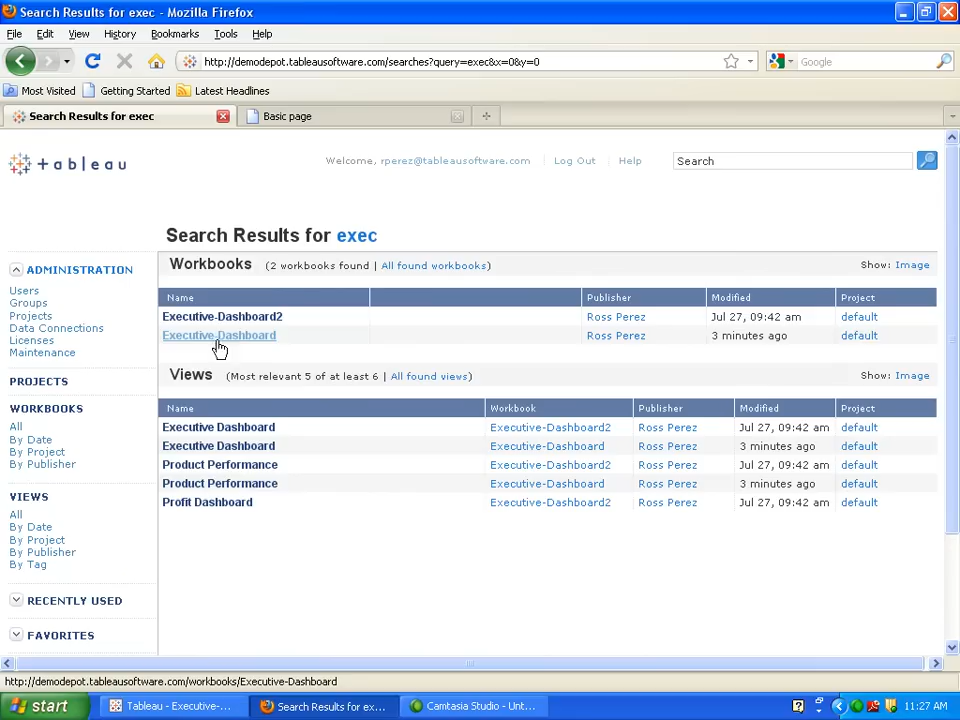 Search Results for exec - Mozilla Firefox
File Edit View History Bookmarks Tools Help
http://demodepot.tableausoftware.com/searches?query=exec&x=0&y=0
Google
Most Visited Getting Started Latest Headlines
Search Results for exec
Basic page
+ a b l e a u
Welcome, rperez@tableausoftware.com | Log Out | Help
Search
Search Results for exec
Workbooks (2 workbooks found | All found workbooks)
Show: Image
Name Publisher Modified Project
Executive-Dashboard2 Ross Perez Jul 27, 09:42 am default
Executive-Dashboard Ross Perez 3 minutes ago default
Views (Most relevant 5 of at least 6 | All found views)
Show: Image
Name Workbook Publisher Modified Project
Executive Dashboard Executive-Dashboard2 Ross Perez Jul 27, 09:42 am default
Executive Dashboard Executive-Dashboard Ross Perez 3 minutes ago default
Product Performance Executive-Dashboard2 Ross Perez Jul 27, 09:42 am default
Product Performance Executive-Dashboard Ross Perez 3 minutes ago default
Profit Dashboard Executive-Dashboard2 Ross Perez Jul 27, 09:42 am default
ADMINISTRATION
Users
Groups
Projects
Data Connections
Licenses
Maintenance
PROJECTS
WORKBOOKS
All
By Date
By Project
By Publisher
VIEWS
All
By Date
By Project
By Publisher
By Tag
RECENTLY USED
FAVORITES
http://demodepot.tableausoftware.com/workbooks/Executive-Dashboard
start
Tableau - Executive-...
Search Results for ex...
Camtasia Studio - Unt...
11:27 AM